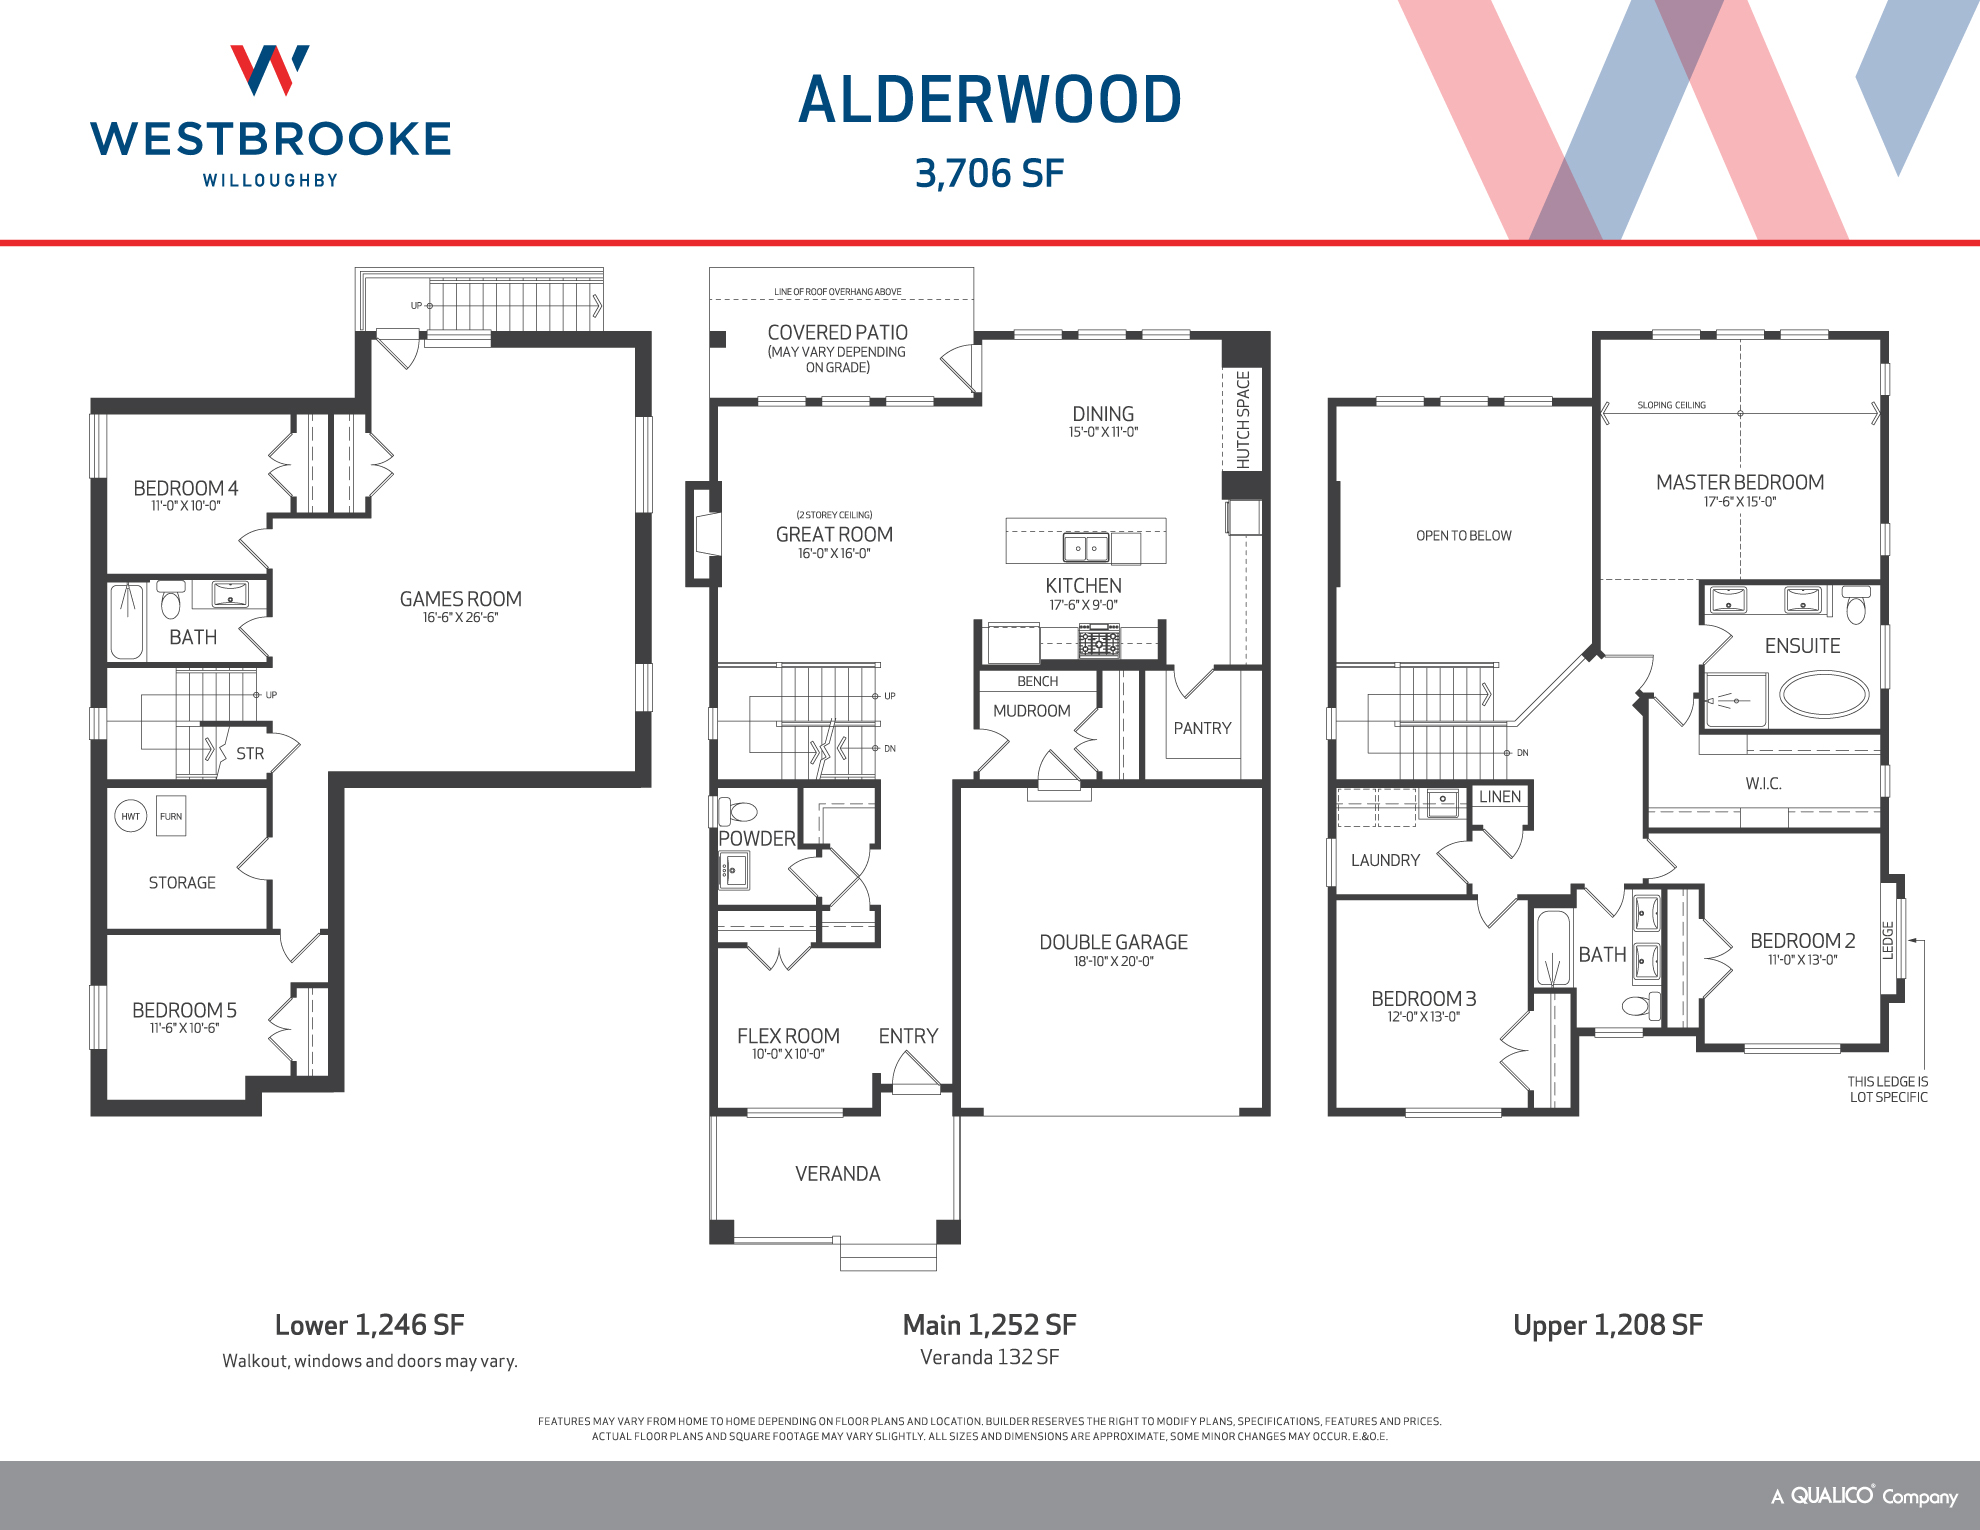 WESTBROOKE
WILLOUGHBY
ALDERWOOD
3,706 SF
UP
BEDROOM 4
11'-0" X 10'-0"
GAMES ROOM
16'-6" X 26'-6"
BATH
UP
STR
HWT
FURN
STORAGE
BEDROOM 5
11'-6" X 10'-6"
Lower 1,246 SF
Walkout, windows and doors may vary.
LINE OF ROOF OVERHANG ABOVE
COVERED PATIO
(MAY VARY DEPENDING
ON GRADE)
DINING
15'-0" X 11'-0"
HUTCH SPACE
(2 STOREY CEILING)
GREAT ROOM
16'-0" X 16'-0"
KITCHEN
17'-6" X 9'-0"
BENCH
MUDROOM
PANTRY
UP
DN
POWDER
DOUBLE GARAGE
18'-10" X 20'-0"
FLEX ROOM
10'-0" X 10'-0"
ENTRY
VERANDA
Main 1,252 SF
Veranda 132 SF
SLOPING CEILING
MASTER BEDROOM
17'-6" X 15'-0"
OPEN TO BELOW
ENSUITE
DN
W.I.C.
LINEN
LAUNDRY
BATH
BEDROOM 2
11'-0" X 13'-0"
LEDGE
BEDROOM 3
12'-0" X 13'-0"
THIS LEDGE IS
LOT SPECIFIC
Upper 1,208 SF
FEATURES MAY VARY FROM HOME TO HOME DEPENDING ON FLOOR PLANS AND LOCATION. BUILDER RESERVES THE RIGHT TO MODIFY PLANS, SPECIFICATIONS, FEATURES AND PRICES.
ACTUAL FLOOR PLANS AND SQUARE FOOTAGE MAY VARY SLIGHTLY. ALL SIZES AND DIMENSIONS ARE APPROXIMATE, SOME MINOR CHANGES MAY OCCUR. E.&O.E.
A QUALICO® Company